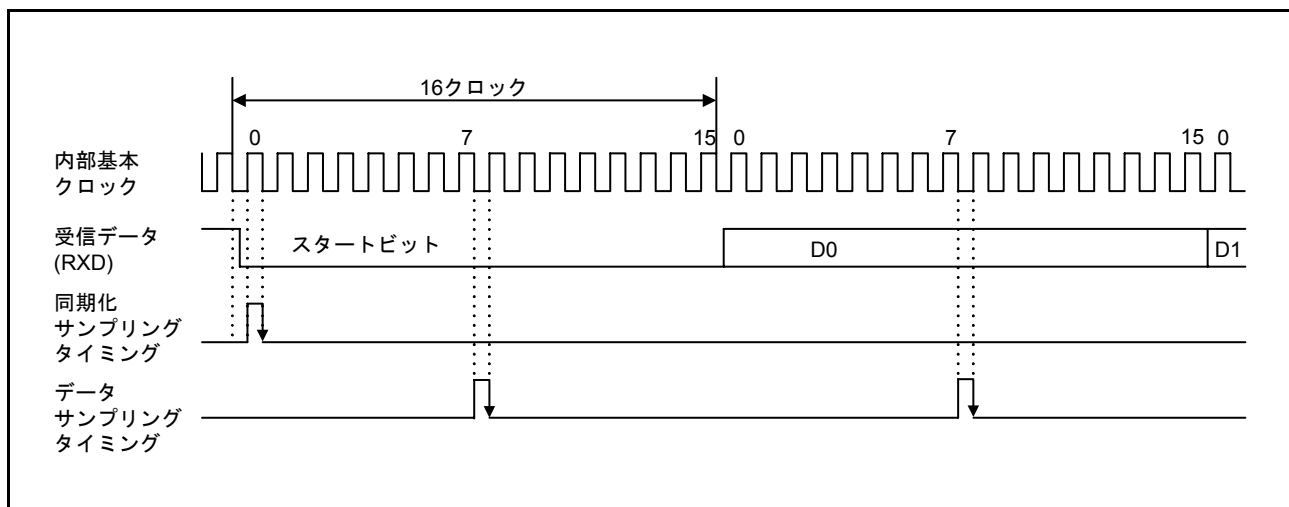 16クロック
0 7 15 0 7 15 0
内部基本
クロック
受信データ
(RXD)
スタートビット D0 D1
同期化
サンプリング
タイミング
データ
サンプリング
タイミング